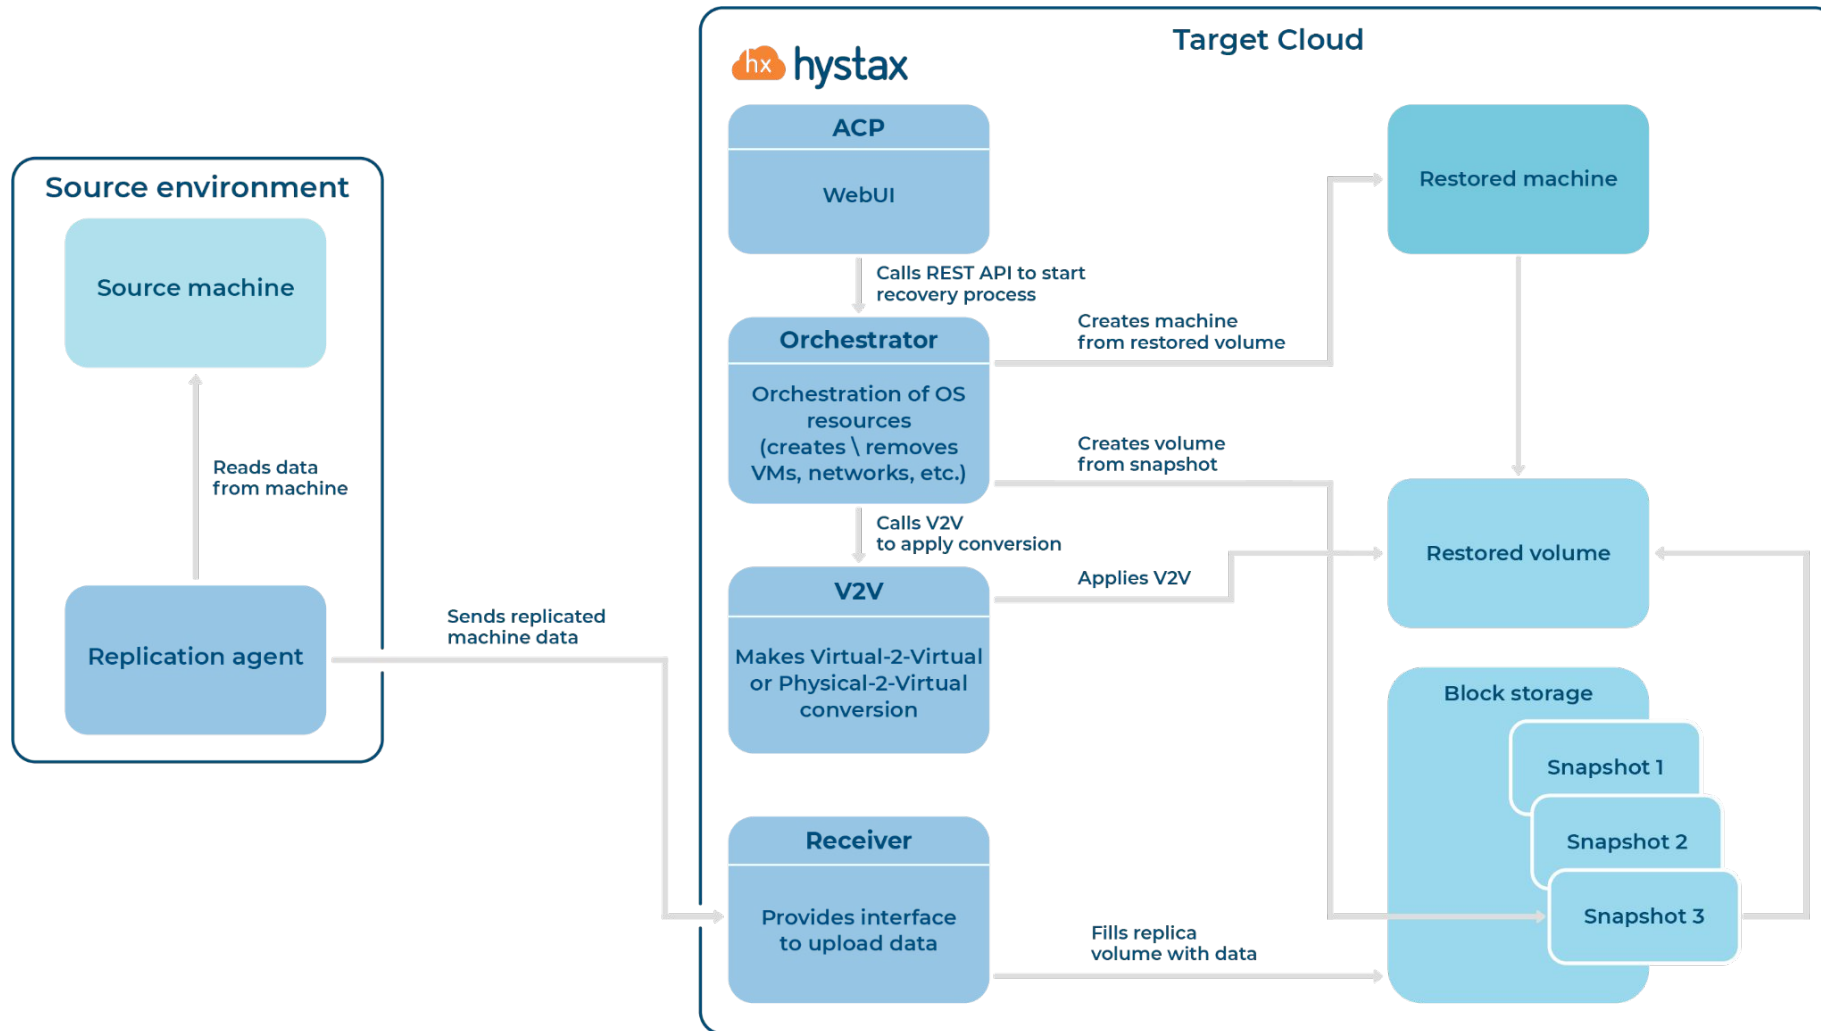 Target Cloud
hx hystax
Source environment
Source machine
Reads data
from machine
Replication agent
Sends replicated
machine data
ACP
WebUI
Calls REST API to start
recovery process
Orchestrator
Orchestration of OS
resources
(creates \ removes
VMs, networks, etc.)
Creates machine
from restored volume
Creates volume
from snapshot
Calls V2V
to apply conversion
V2V
Makes Virtual-2-Virtual
or Physical-2-Virtual
conversion
Applies V2V
Receiver
Provides interface
to upload data
Fills replica
volume with data
Restored machine
Restored volume
Block storage
Snapshot 1
Snapshot 2
Snapshot 3